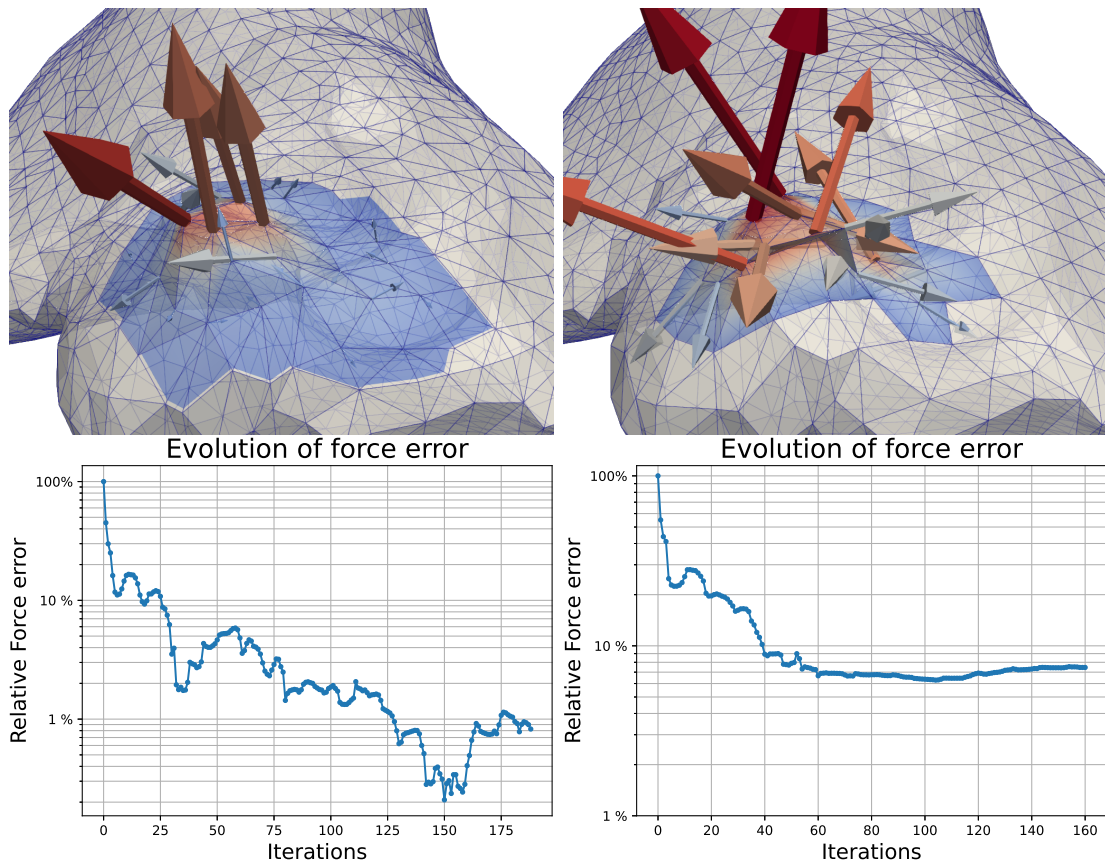 Evolution of force error
100%
10 %
1 %
Relative Force error
0 25 50 75 100 125 150 175
Iterations
Evolution of force error
100%
10 %
1 %
Relative Force error
0 20 40 60 80 100 120 140 160
Iterations